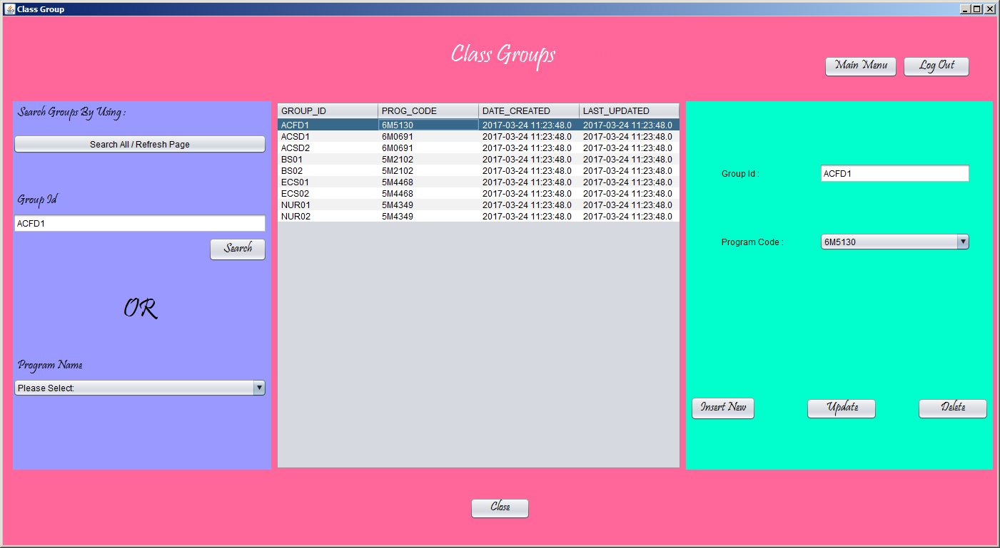 Class Group
Class Groups
Main Menu
Log Out
Search Groups By Using :
Search All / Refresh Page
Group Id
ACFD1
Search
OR
Program Name
Please Select:
GROUP_ID PROG_CODE DATE_CREATED LAST_UPDATED
ACFD1 6M5130 2017-03-24 11:23:48.0 2017-03-24 11:23:48.0
ACSD1 6M0691 2017-03-24 11:23:48.0 2017-03-24 11:23:48.0
ACSD2 6M0691 2017-03-24 11:23:48.0 2017-03-24 11:23:48.0
BS01 5M2102 2017-03-24 11:23:48.0 2017-03-24 11:23:48.0
BS02 5M2102 2017-03-24 11:23:48.0 2017-03-24 11:23:48.0
ECS01 5M4468 2017-03-24 11:23:48.0 2017-03-24 11:23:48.0
ECS02 5M4468 2017-03-24 11:23:48.0 2017-03-24 11:23:48.0
NUR01 5M4349 2017-03-24 11:23:48.0 2017-03-24 11:23:48.0
NUR02 5M4349 2017-03-24 11:23:48.0 2017-03-24 11:23:48.0
Group Id : ACFD1
Program Code : 6M5130
Insert New
Update
Delete
Close